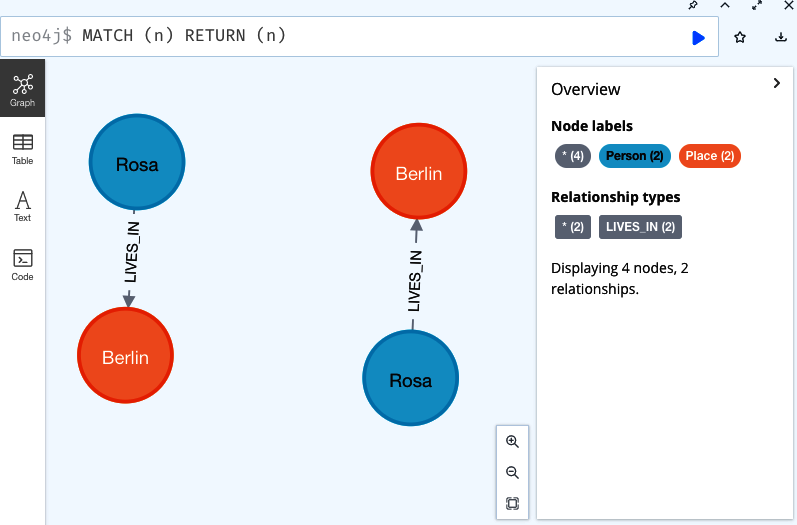 neo4j$ MATCH (n) RETURN (n)
Graph
Table
Text
Code
Rosa
LIVES_IN
Berlin
Berlin
LIVES_IN
Rosa
Overview
Node labels
* (4) Person (2) Place (2)
Relationship types
* (2) LIVES_IN (2)
Displaying 4 nodes, 2
relationships.